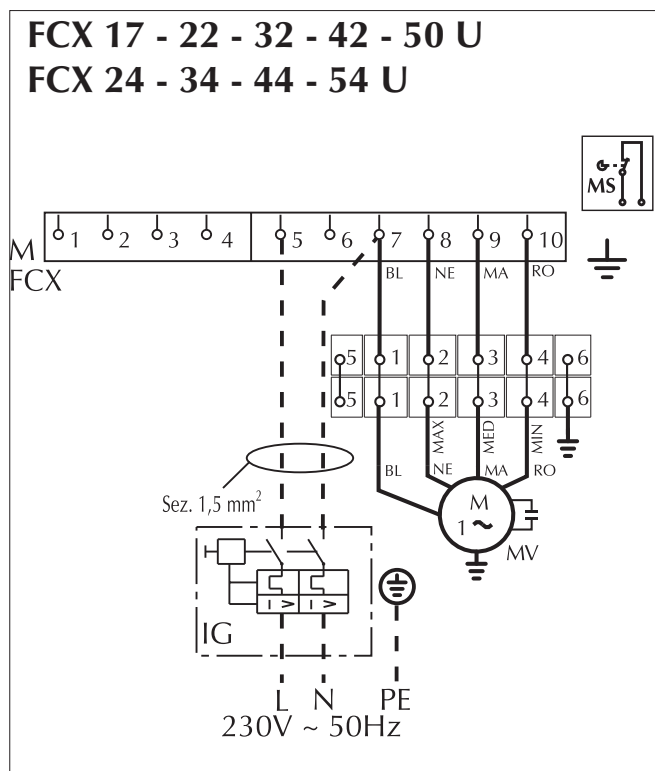 FCX 17 - 22 - 32 - 42 - 50 U
FCX 24 - 34 - 44 - 54 U
MS
1 2 3 4 5 6 7 8 9 10
M
FCX
BL NE MA RO
5 1 2 3 4 6
5 1 2 3 4 6
MAX MED MIN
BL NE MA RO
Sez. 1,5 mm²
M
1 ~
MV
I > I >
IG
L N PE
230V ~ 50Hz